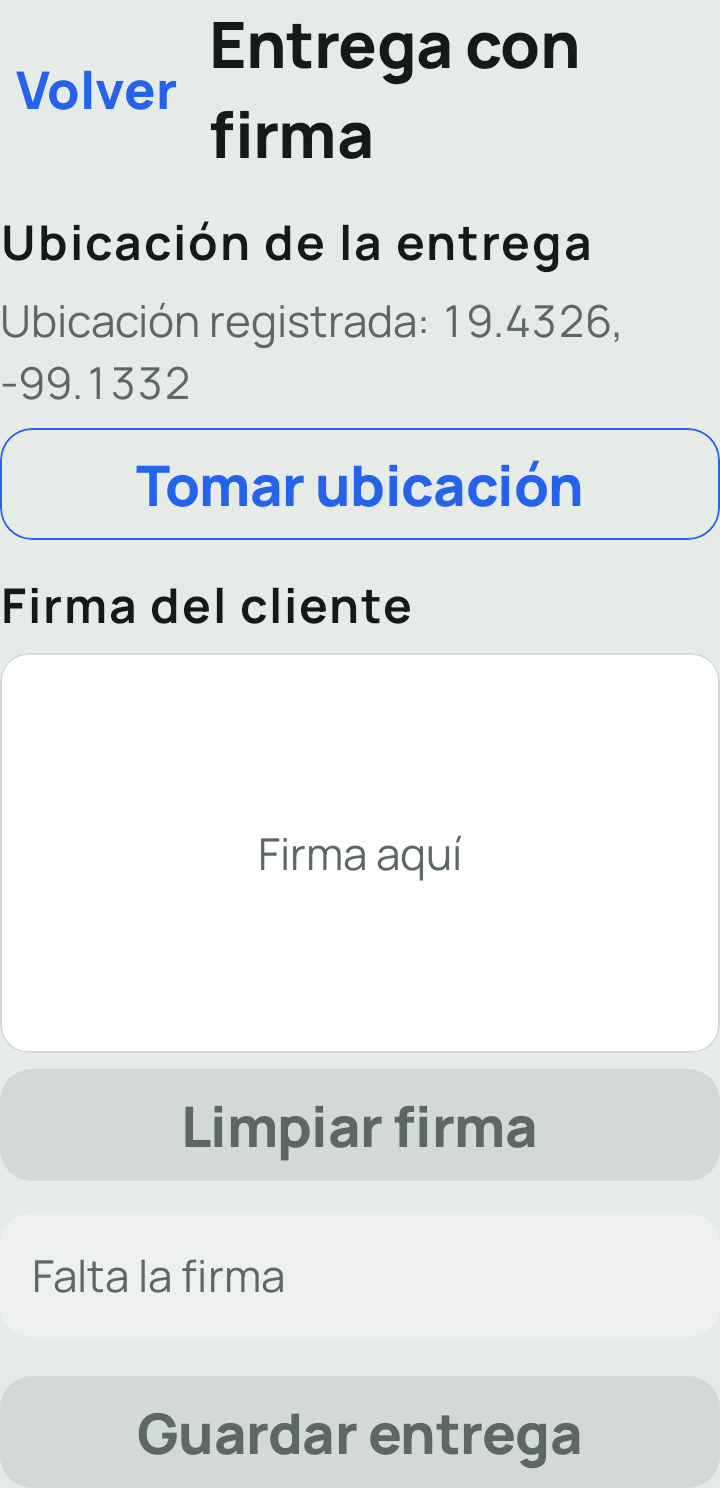 Volver
Entrega con
firma
Ubicación de la entrega
Ubicación registrada: 19.4326,
-99.1332
Tomar ubicación
Firma del cliente
Firma aquí
Limpiar firma
Falta la firma
Guardar entrega